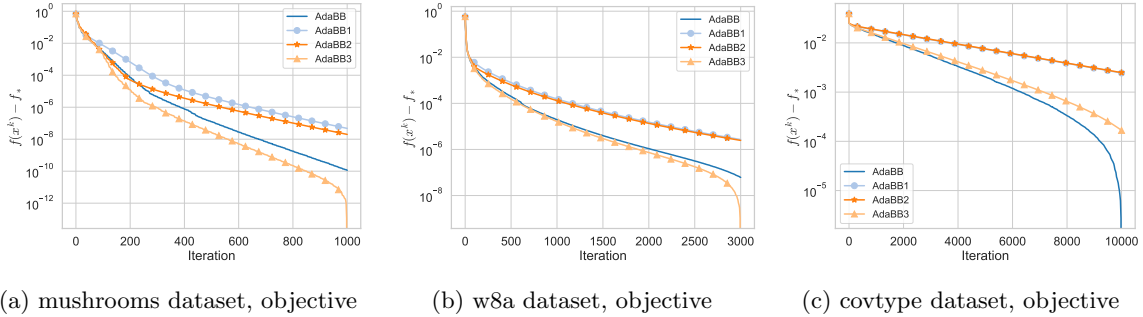 10^0
10^{-2}
10^{-4}
10^{-6}
10^{-8}
10^{-10}
10^{-12}
f(x^k) − f_*
0 200 400 600 800 1000
Iteration
AdaBB
AdaBB1
AdaBB2
AdaBB3
(a) mushrooms dataset, objective
10^0
10^{-2}
10^{-4}
10^{-6}
10^{-8}
f(x^k) − f_*
0 500 1000 1500 2000 2500 3000
Iteration
AdaBB
AdaBB1
AdaBB2
AdaBB3
(b) w8a dataset, objective
10^{-2}
10^{-3}
10^{-4}
10^{-5}
f(x^k) − f_*
AdaBB
AdaBB1
AdaBB2
AdaBB3
0 2000 4000 6000 8000 10000
Iteration
(c) covtype dataset, objective